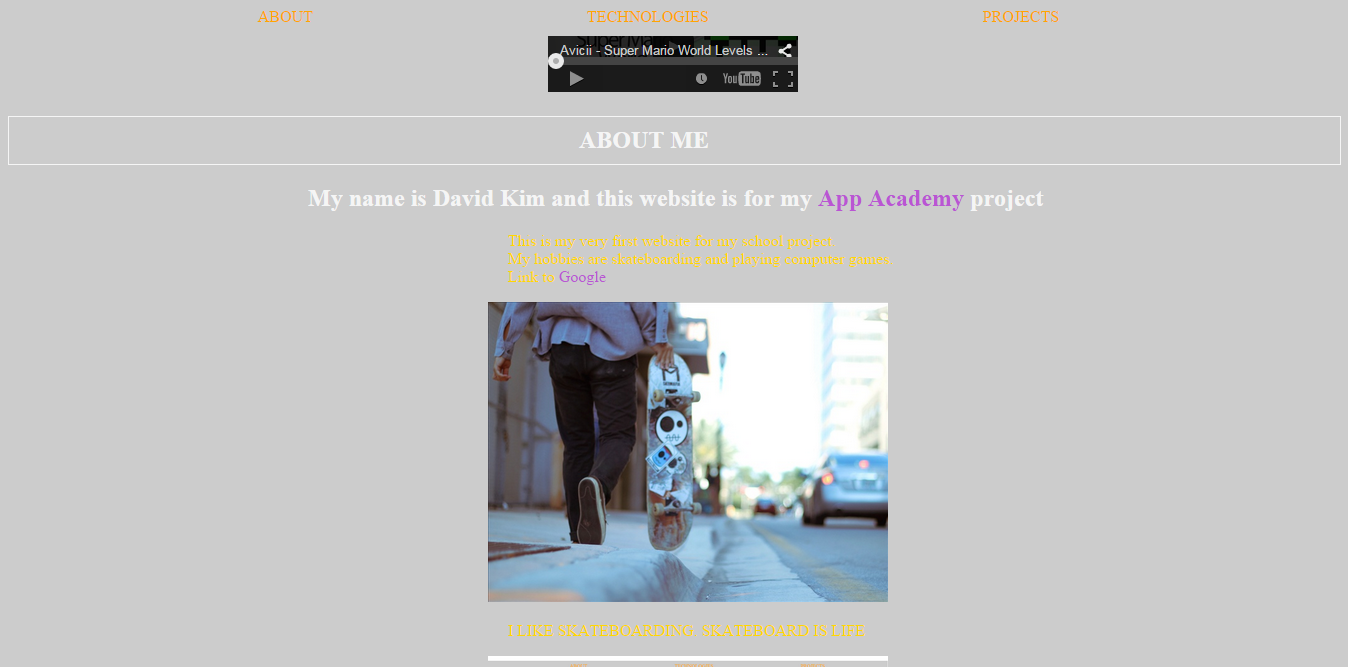 ABOUT TECHNOLOGIES PROJECTS
Avicii - Super Mario World Levels ...
YouTube
ABOUT ME
My name is David Kim and this website is for my App Academy project
This is my very first website for my school project
My hobbies are skateboarding and playing computer games
Link to Google
I LIKE SKATEBOARDING. SKATEBOARD IS LIFE